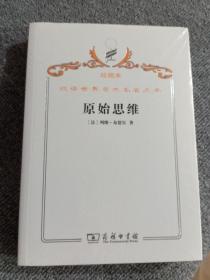 珍藏本
汉译世界学术名著丛书
原始思维
〔法〕列维-布留尔 著
商务印书馆
The Commercial Press